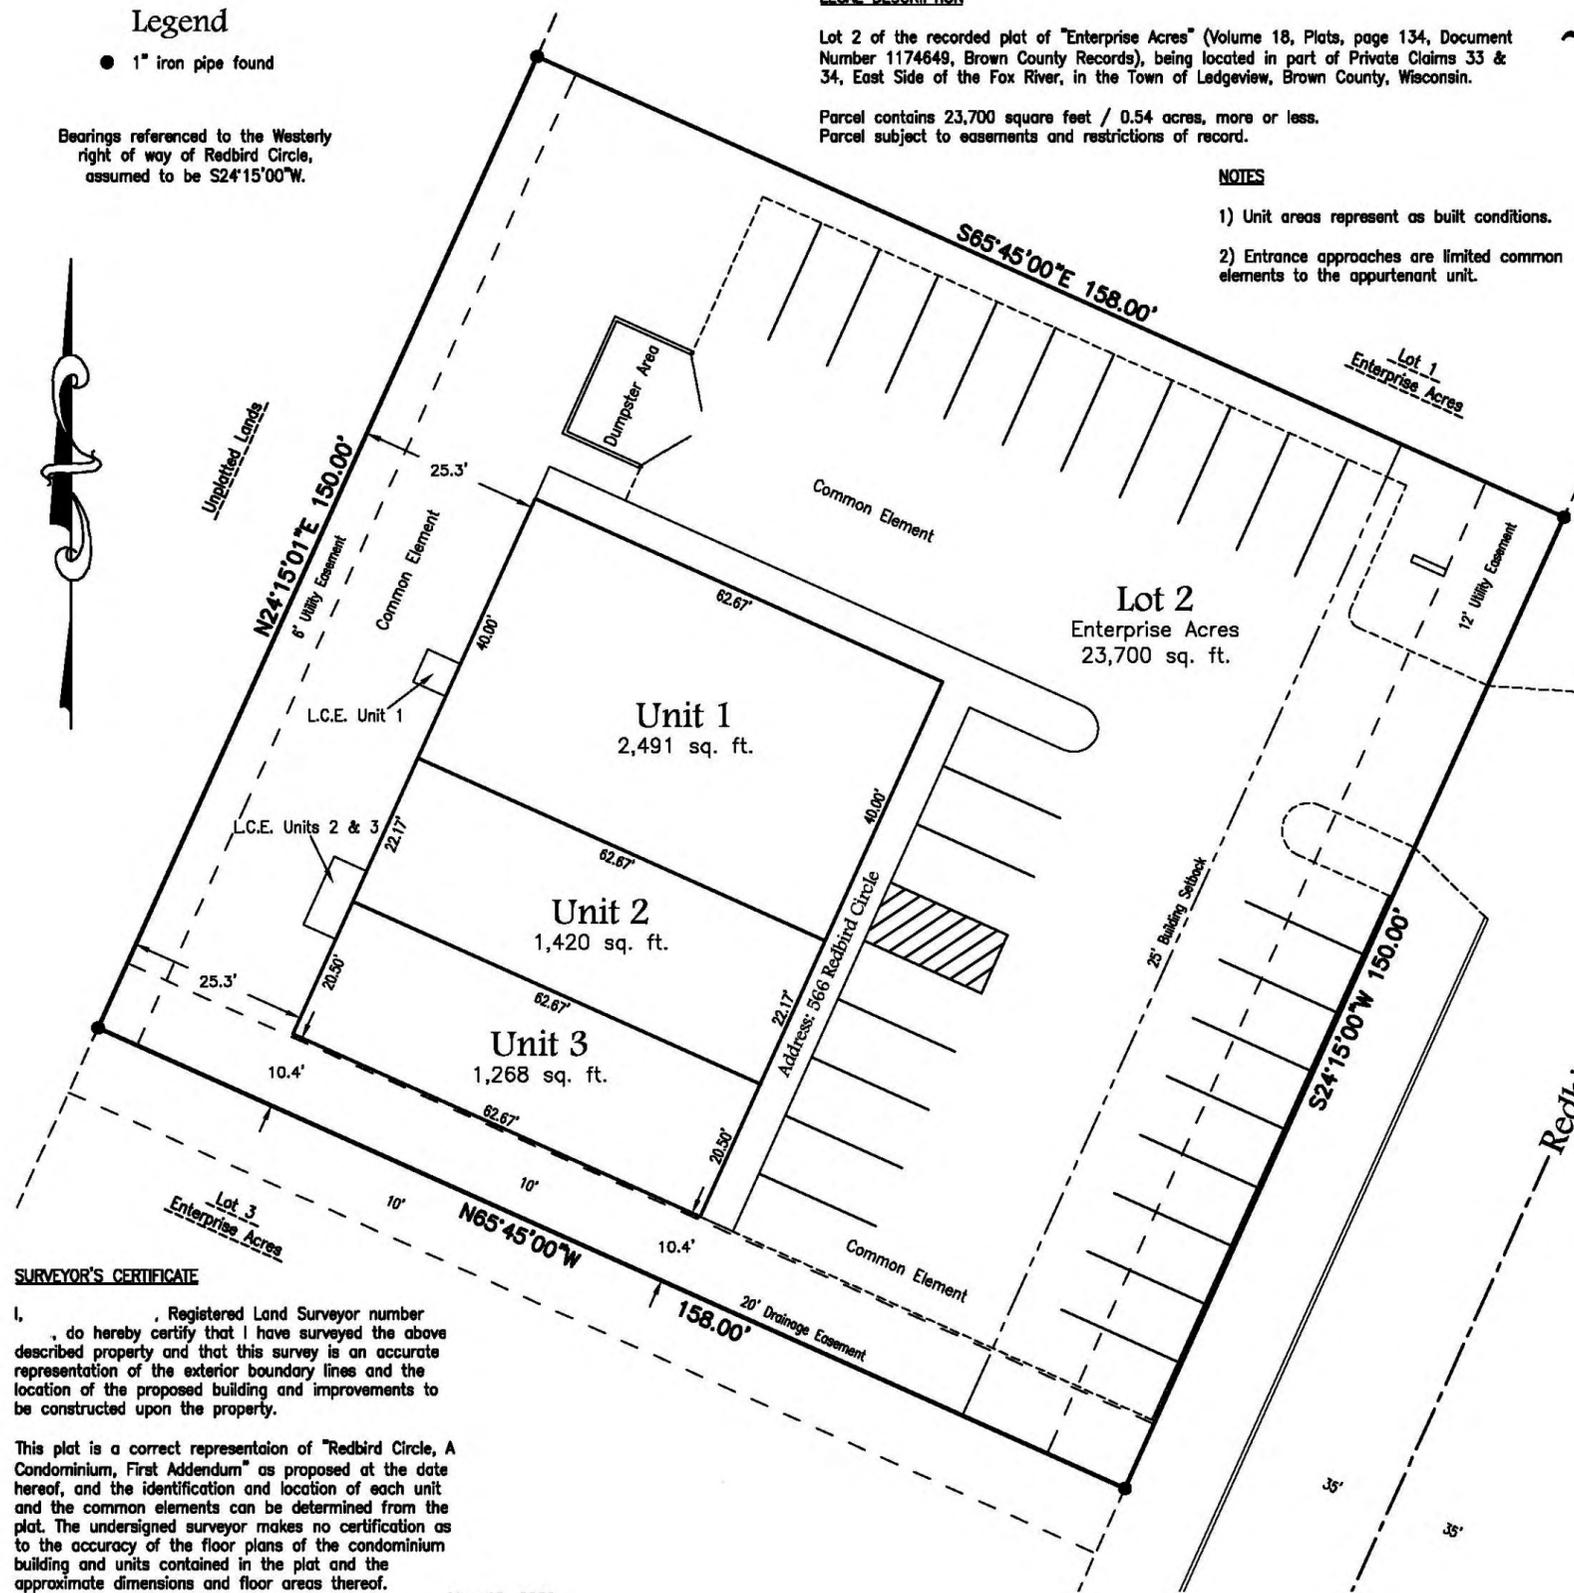 Legend
1" iron pipe found
Bearings referenced to the Westerly
right of way of Redbird Circle,
assumed to be S24°15'00"W.
LEGAL DESCRIPTION
Lot 2 of the recorded plat of "Enterprise Acres" (Volume 18, Plats, page 134, Document
Number 1174649, Brown County Records), being located in part of Private Claims 33 &
34, East Side of the Fox River, in the Town of Ledgeview, Brown County, Wisconsin.
Parcel contains 23,700 square feet / 0.54 acres, more or less.
Parcel subject to easements and restrictions of record.
NOTES
1) Unit areas represent as built conditions.
2) Entrance approaches are limited common
elements to the appurtenant unit.
S65°45'00"E 158.00'
Lot 1
Enterprise Acres
Dumpster Area
Unplatted Lands
N24°15'01"E 150.00'
25.3'
6' Utility Easement
Common Element
Common Element
12' Utility Easement
Lot 2
Enterprise Acres
23,700 sq. ft.
62.67'
40.00'
L.C.E. Unit 1
Unit 1
2,491 sq. ft.
40.00'
L.C.E. Units 2 & 3
22.17'
62.67'
Unit 2
1,420 sq. ft.
Address: 566 Redbird Circle
25' Building Setback
S24°15'00"W 150.00'
25.3'
20.50'
62.67'
22.17'
Unit 3
1,268 sq. ft.
10.4'
62.67'
20.50'
10'
10'
N65°45'00"W
158.00'
10.4'
Common Element
20' Drainage Easement
Lot 3
Enterprise Acres
35'
35'
SURVEYOR'S CERTIFICATE
I, , Registered Land Surveyor number
, do hereby certify that I have surveyed the above
described property and that this survey is an accurate
representation of the exterior boundary lines and the
location of the proposed building and improvements to
be constructed upon the property.
This plat is a correct representaion of "Redbird Circle, A
Condominium, First Addendum" as proposed at the date
hereof, and the identification and location of each unit
and the common elements can be determined from the
plat. The undersigned surveyor makes no certification as
to the accuracy of the floor plans of the condominium
building and units contained in the plat and the
approximate dimensions and floor areas thereof.